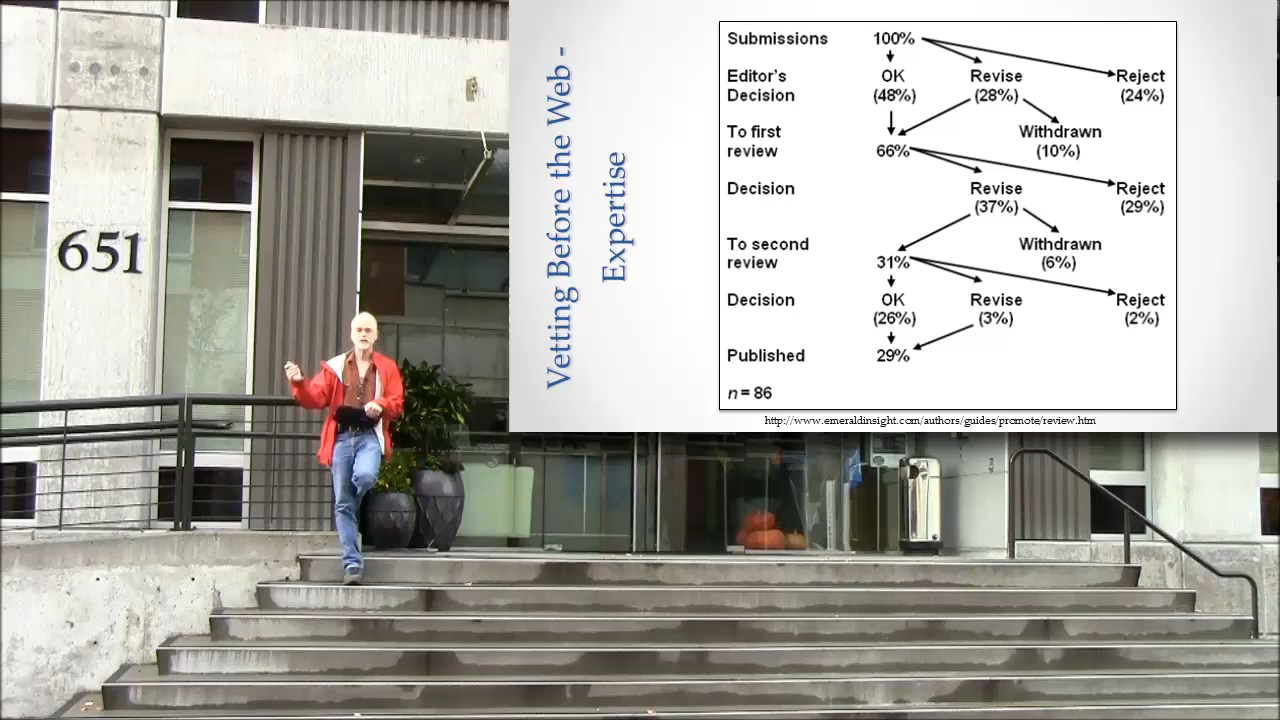 651
Vetting Before the Web -
Expertise
Submissions 100%
Editor's OK Revise Reject
Decision (48%) (28%) (24%)
To first Withdrawn
review 66% (10%)
Decision Revise Reject
(37%) (29%)
To second Withdrawn
review 31% (6%)
Decision OK Revise Reject
(26%) (3%) (2%)
Published 29%
n = 86
http://www.emeraldinsight.com/authors/guides/promote/review.htm